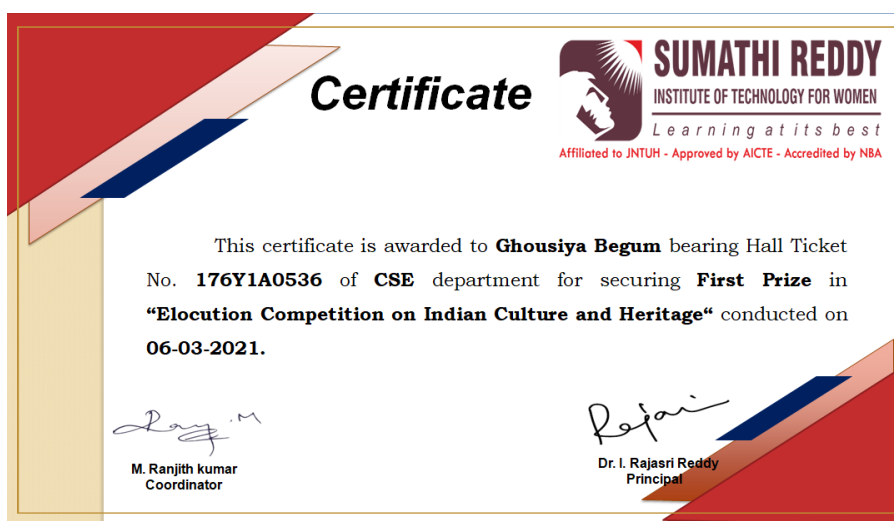 Certificate
SUMATHI REDDY
INSTITUTE OF TECHNOLOGY FOR WOMEN
Learning at its best
Affiliated to JNTUH - Approved by AICTE - Accredited by NBA
This certificate is awarded to Ghousiya Begum bearing Hall Ticket
No. 176Y1A0536 of CSE department for securing First Prize in
“Elocution Competition on Indian Culture and Heritage“ conducted on
06-03-2021.
M. Ranjith kumar
Coordinator
Dr. I. Rajasri Reddy
Principal